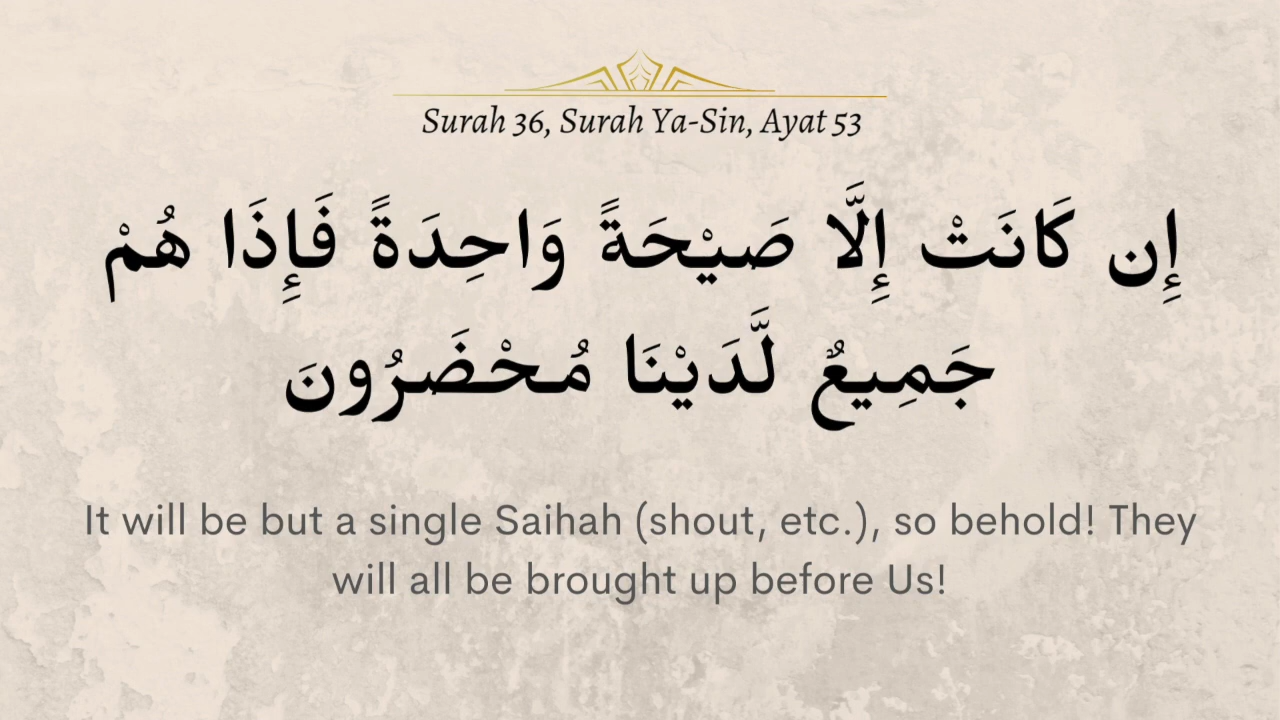 Surah 36, Surah Ya-Sin, Ayat 53
إِن كَانَتْ إِلَّا صَيْحَةً وَاحِدَةً فَإِذَا هُمْ
جَمِيعٌ لَّدَيْنَا مُحْضَرُونَ
It will be but a single Saihah (shout, etc.), so behold! They
will all be brought up before Us!